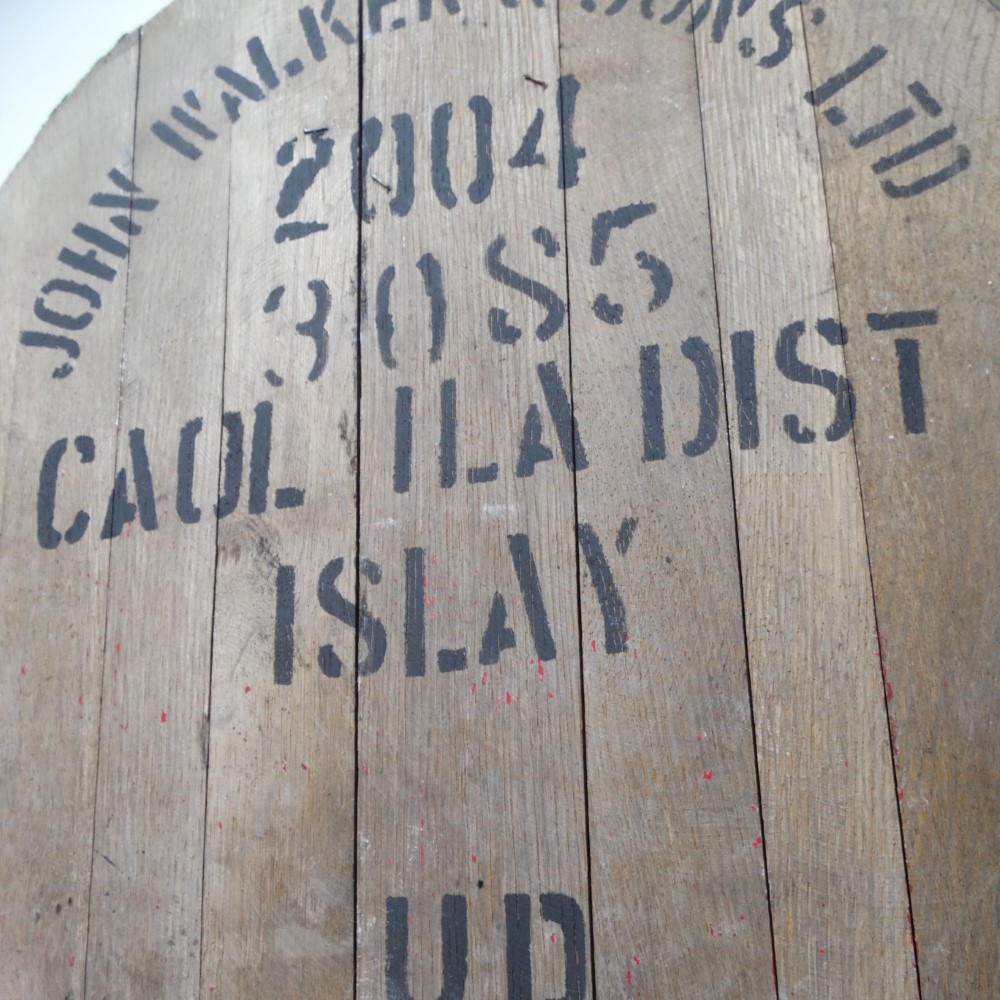 JOHN WALKER & SONS LTD
2004
30S5
CAOL ILA DIST
ISLAY
UD